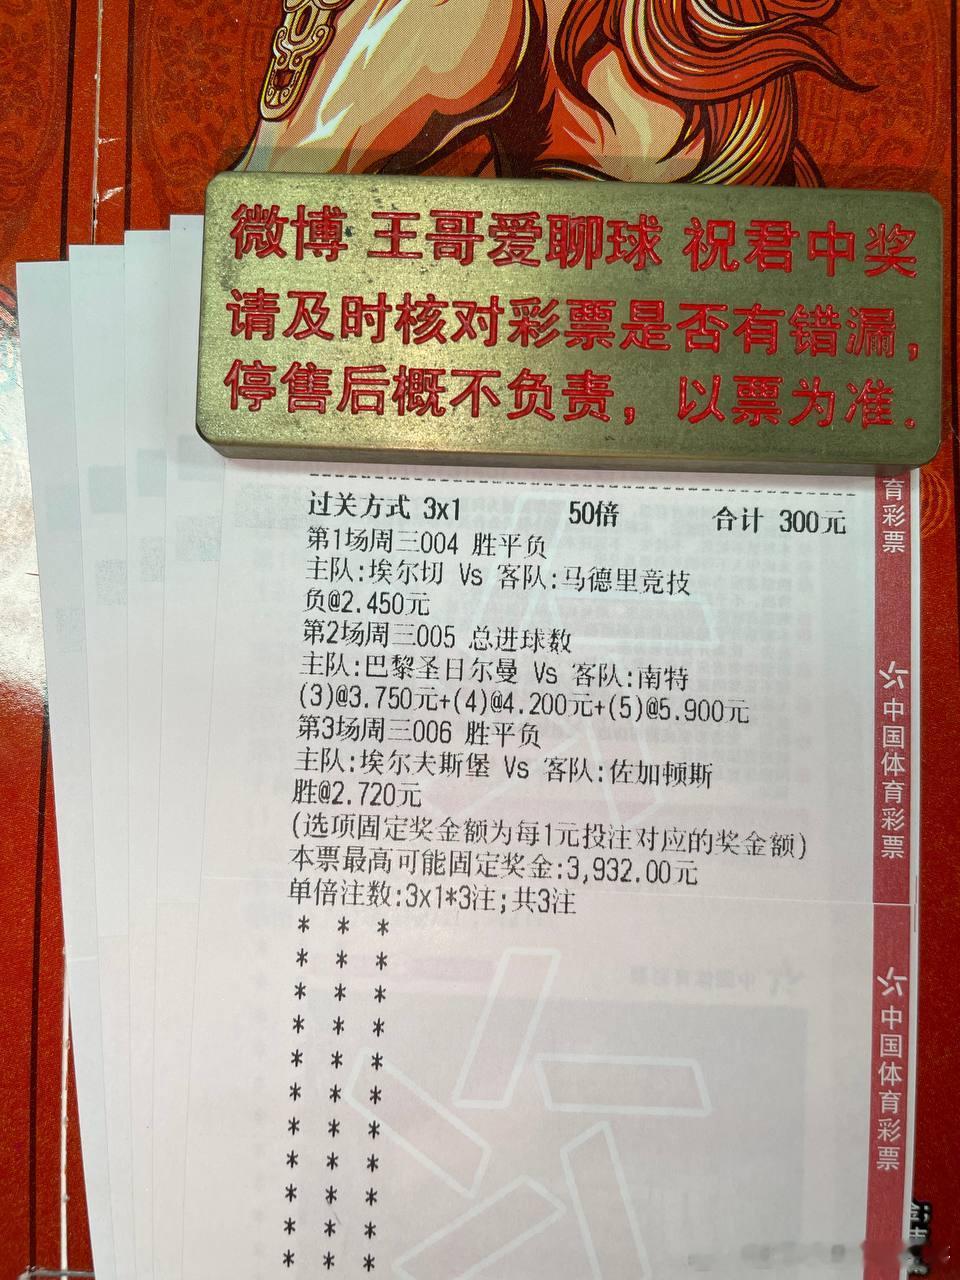 微博 王哥爱聊球 祝君中奖
请及时核对彩票是否有错漏，
停售后概不负责，以票为准.
过关方式 3x1 50倍 合计 300元
第1场周三004 胜平负
主队:埃尔切 Vs 客队:马德里竞技
负@2.450元
第2场周三005 总进球数
主队:巴黎圣日尔曼 Vs 客队:南特
(3)@3.750元+(4)@4.200元+(5)@5.900元
第3场周三006 胜平负
主队:埃尔夫斯堡 Vs 客队:佐加顿斯
胜@2.720元
(选项固定奖金额为每1元投注对应的奖金额)
本票最高可能固定奖金:3,932.00元
单倍注数:3x1*3注;共3注
* * *
* * *
* * *
* * *
* * *
* * *
* * *
* * *
* * *
* * *
* * *
育彩票
中国体育彩票
中国体育彩票